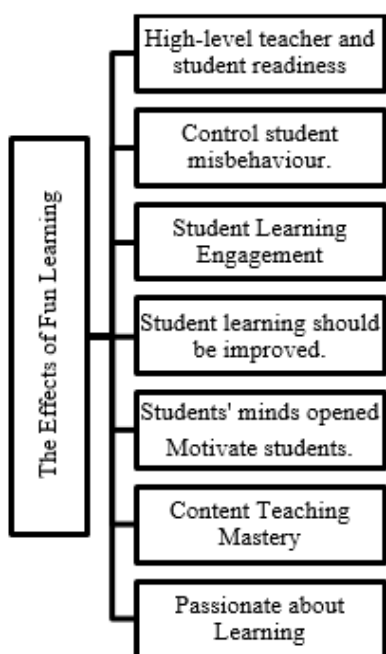 The Effects of Fun Learning
High-level teacher and
student readiness
Control student
misbehaviour.
Student Learning
Engagement
Student learning should
be improved.
Students' minds opened
Motivate students.
Content Teaching
Mastery
Passionate about
Learning